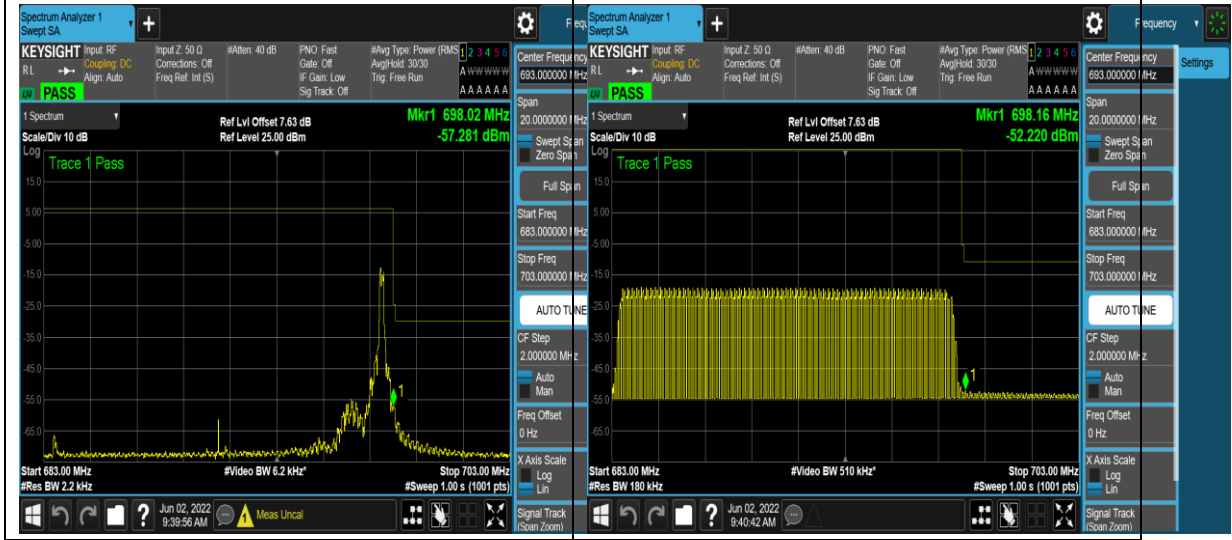 Spectrum Analyzer 1
Swept SA
+
Frequ
KEYSIGHT
Input: RF
Coupling: DC
Align: Auto
Input Z: 50 Ω
Corrections: Off
Freq Ref: Int (S)
#Atten: 40 dB
PNO: Fast
Gate: Off
IF Gain: Low
Sig Track: Off
#Avg Type: Power (RMS
Avg|Hold: 30/30
Trig: Free Run
1 2 3 4 5 6
A W W W W W
A A A A A A
RL
PASS
1 Spectrum
Ref Lvl Offset 7.63 dB
Mkr1 698.02 MHz
Scale/Div 10 dB
Ref Level 25.00 dBm
-57.281 dBm
Log
Trace 1 Pass
15.0
5.00
-5.00
-15.0
-25.0
-35.0
-45.0
-55.0
-65.0
1
Start 683.00 MHz
#Video BW 6.2 kHz*
Stop 703.00 MHz
#Res BW 2.2 kHz
#Sweep 1.00 s (1001 pts)
Jun 02, 2022
9:39:56 AM
?
1
Meas Uncal
Center Frequency
693.000000 MHz
Span
20.0000000 MHz
Swept Span
Zero Span
Full Span
Start Freq
683.000000 MHz
Stop Freq
703.000000 MHz
AUTO TUNE
CF Step
2.000000 MHz
Auto
Man
Freq Offset
0 Hz
X Axis Scale
Log
Lin
Signal Track
(Span Zoom)
Spectrum Analyzer 1
Swept SA
+
Frequency
KEYSIGHT
Input: RF
Coupling: DC
Align: Auto
Input Z: 50 Ω
Corrections: Off
Freq Ref: Int (S)
#Atten: 40 dB
PNO: Fast
Gate: Off
IF Gain: Low
Sig Track: Off
#Avg Type: Power (RMS
Avg|Hold: 30/30
Trig: Free Run
1 2 3 4 5 6
A W W W W W
A A A A A A
RL
PASS
1 Spectrum
Ref Lvl Offset 7.63 dB
Mkr1 698.16 MHz
Scale/Div 10 dB
Ref Level 25.00 dBm
-52.220 dBm
Log
Trace 1 Pass
15.0
5.00
-5.00
-15.0
-25.0
-35.0
-45.0
-55.0
-65.0
1
Start 683.00 MHz
#Video BW 510 kHz*
Stop 703.00 MHz
#Res BW 180 kHz
#Sweep 1.00 s (1001 pts)
Jun 02, 2022
9:40:42 AM
?
Center Frequency
693.000000 MHz
Settings
Span
20.0000000 MHz
Swept Span
Zero Span
Full Span
Start Freq
683.000000 MHz
Stop Freq
703.000000 MHz
AUTO TUNE
CF Step
2.000000 MHz
Auto
Man
Freq Offset
0 Hz
X Axis Scale
Log
Lin
Signal Track
(Span Zoom)